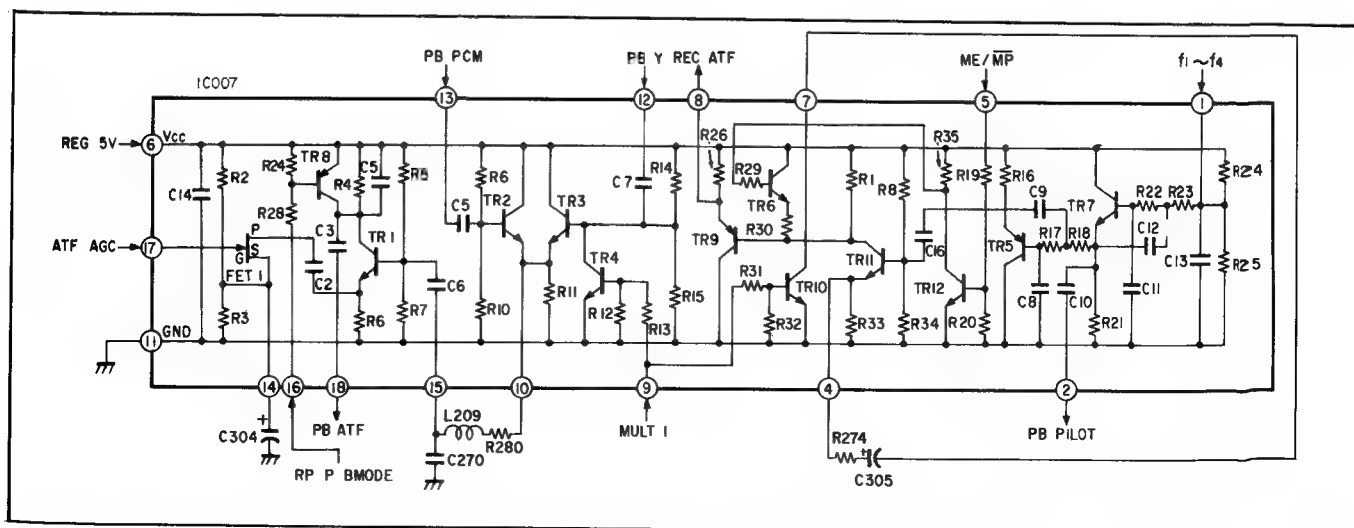 IC007
PB PCM
PB Y REC ATF
ME/M̅P̅
f1~f4
13
12
8
7
5
1
REG 5V
6
Vcc
ATF AGC
17
11
GND
C14
R2
R3
R24
R28
TR8
R4
C5
R5
P
S
G
FET 1
C2
C3
TR1
R6
R7
C6
C5
R6
R10
TR2
TR3
R11
C7
R14
TR4
R12
R13
R15
R26
R29
TR6
R30
TR9
R31
R32
TR10
R1
R8
TR11
R33
C16
R34
R35
R19
TR12
R20
R16
C9
TR5
R17
R18
C8
C10
TR7
R22
R23
C12
C11
R21
C13
R24
R25
14
16
18
15
10
9
4
2
C304
+
RP P BMODE
PB ATF
L209
R280
C270
MULT I
R274
+
C305
PB PILOT